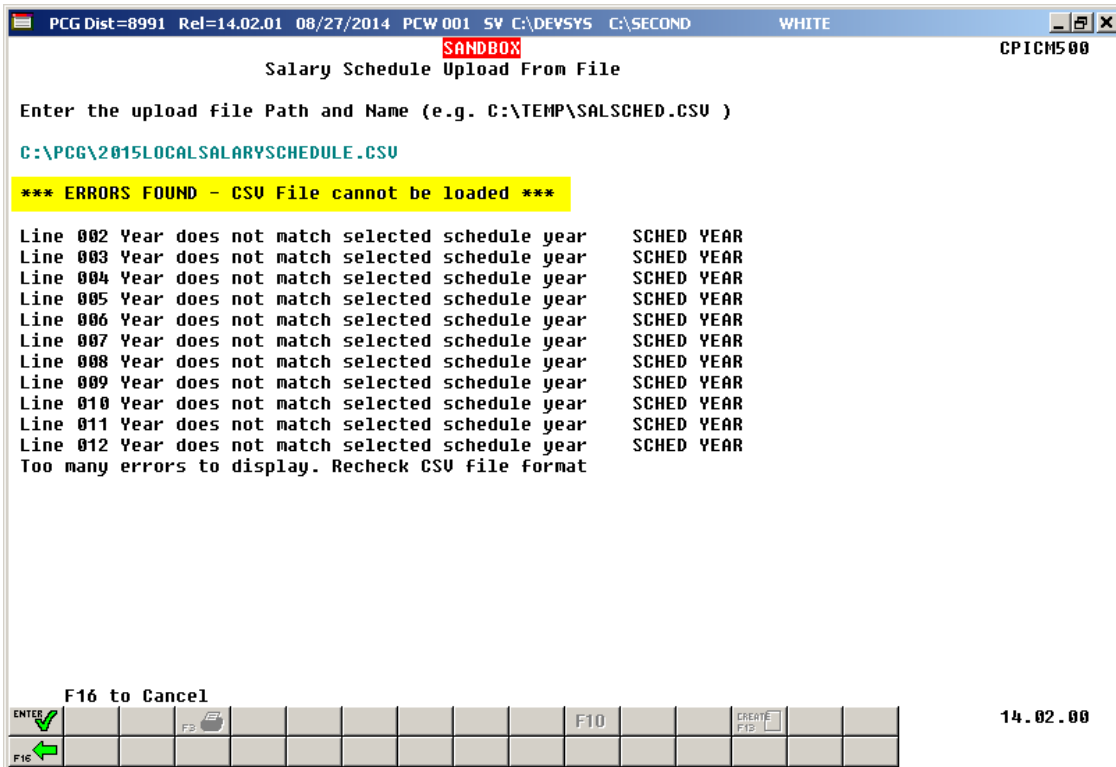 PCG Dist=8991 Rel=14.02.01 08/27/2014 PCW 001 SV C:\DEVSYS C:\SECOND WHITE
SANDBOX CPICM500
Salary Schedule Upload From File
Enter the upload file Path and Name (e.g. C:\TEMP\SALSCHED.CSV )
C:\PCG\2015LOCALSALARYSCHEDULE.CSV
*** ERRORS FOUND - CSV File cannot be loaded ***
Line 002 Year does not match selected schedule year SCHED YEAR
Line 003 Year does not match selected schedule year SCHED YEAR
Line 004 Year does not match selected schedule year SCHED YEAR
Line 005 Year does not match selected schedule year SCHED YEAR
Line 006 Year does not match selected schedule year SCHED YEAR
Line 007 Year does not match selected schedule year SCHED YEAR
Line 008 Year does not match selected schedule year SCHED YEAR
Line 009 Year does not match selected schedule year SCHED YEAR
Line 010 Year does not match selected schedule year SCHED YEAR
Line 011 Year does not match selected schedule year SCHED YEAR
Line 012 Year does not match selected schedule year SCHED YEAR
Too many errors to display. Recheck CSV file format
F16 to Cancel
ENTER F3 F10 CREATE F13 14.02.00
F16